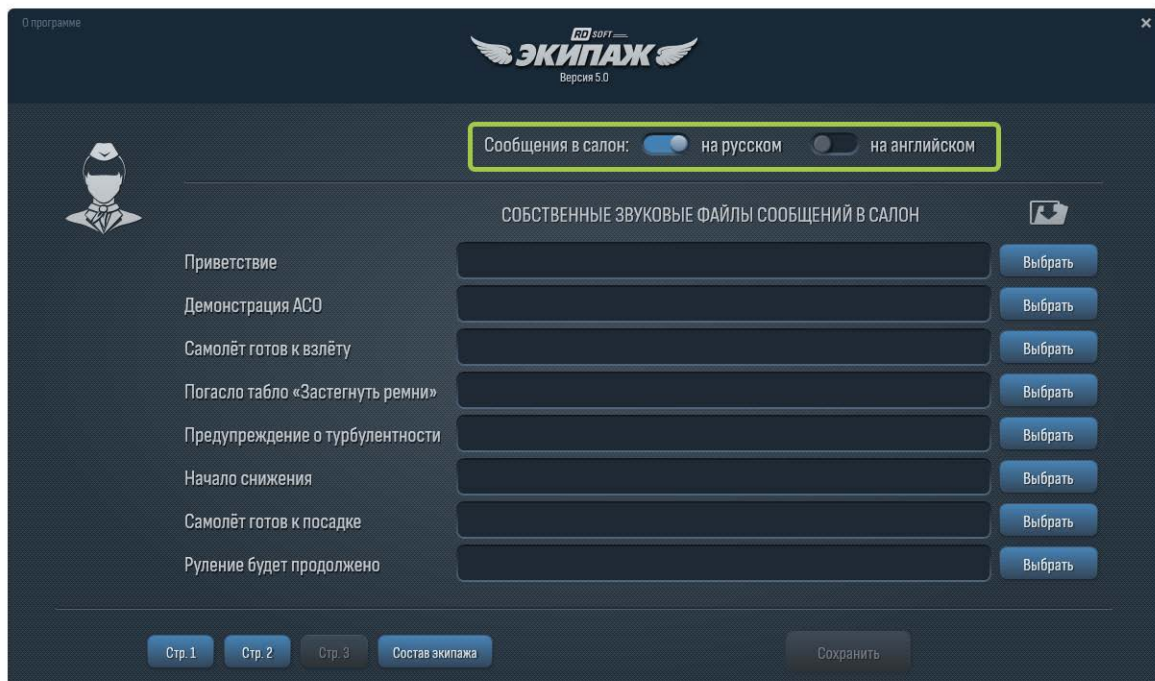 О программе
RD SOFT
ЭКИПАЖ
Версия 5.0
Сообщения в салон: на русском на английском
СОБСТВЕННЫЕ ЗВУКОВЫЕ ФАЙЛЫ СООБЩЕНИЙ В САЛОН
Приветствие Выбрать
Демонстрация АСО Выбрать
Самолёт готов к взлёту Выбрать
Погасло табло «Застегнуть ремни» Выбрать
Предупреждение о турбулентности Выбрать
Начало снижения Выбрать
Самолёт готов к посадке Выбрать
Руление будет продолжено Выбрать
Стр. 1 Стр. 2 Стр. 3 Состав экипажа Сохранить